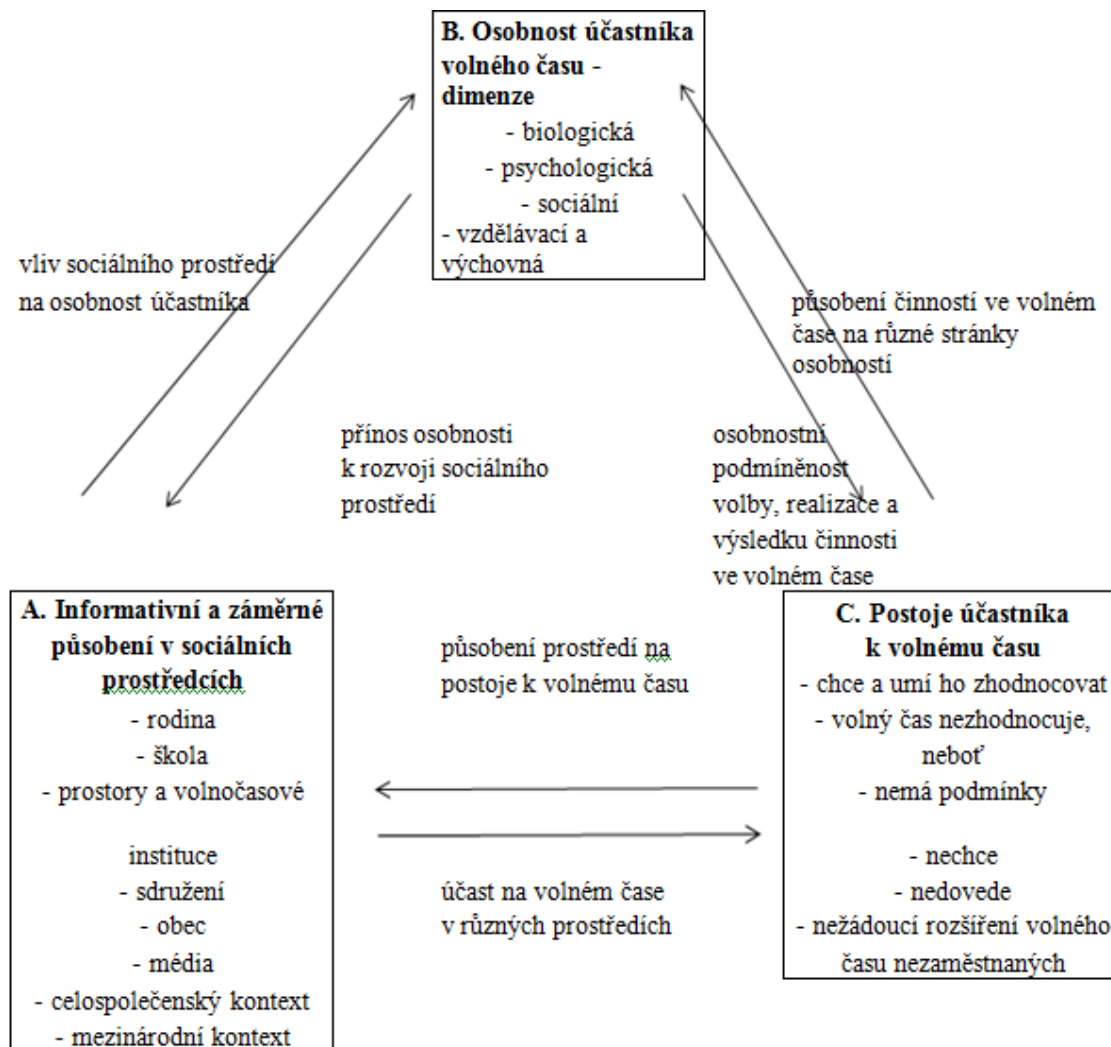 B. Osobnost účastníka
volného času -
dimenze
- biologická
- psychologická
- sociální
- vzdělávací a
výchovná
vliv sociálního prostředí
na osobnost účastníka
působení činností ve volném
čase na různé stránky
osobností
přínos osobnosti
k rozvoji sociálního
prostředí
osobnostní
podmíněnost
volby, realizace a
výsledku činnosti
ve volném čase
A. Informativní a záměrné
působení v sociálních
prostředcích
- rodina
- škola
- prostory a volnočasové
instituce
- sdružení
- obec
- média
- celospolečenský kontext
- mezinárodní kontext
působení prostředí na
postoje k volnému času
účast na volném čase
v různých prostředích
C. Postoje účastníka
k volnému času
- chce a umí ho zhodnocovat
- volný čas nezhodnocuje,
neboť
- nemá podmínky
- nechce
- nedovede
- nežádoucí rozšíření volného
času nezaměstnaných